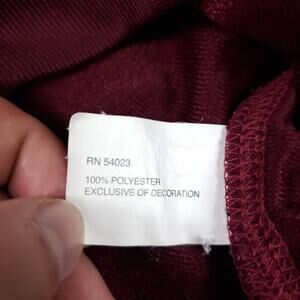 RN 54023
100% POLYESTER
EXCLUSIVE OF DECORATION